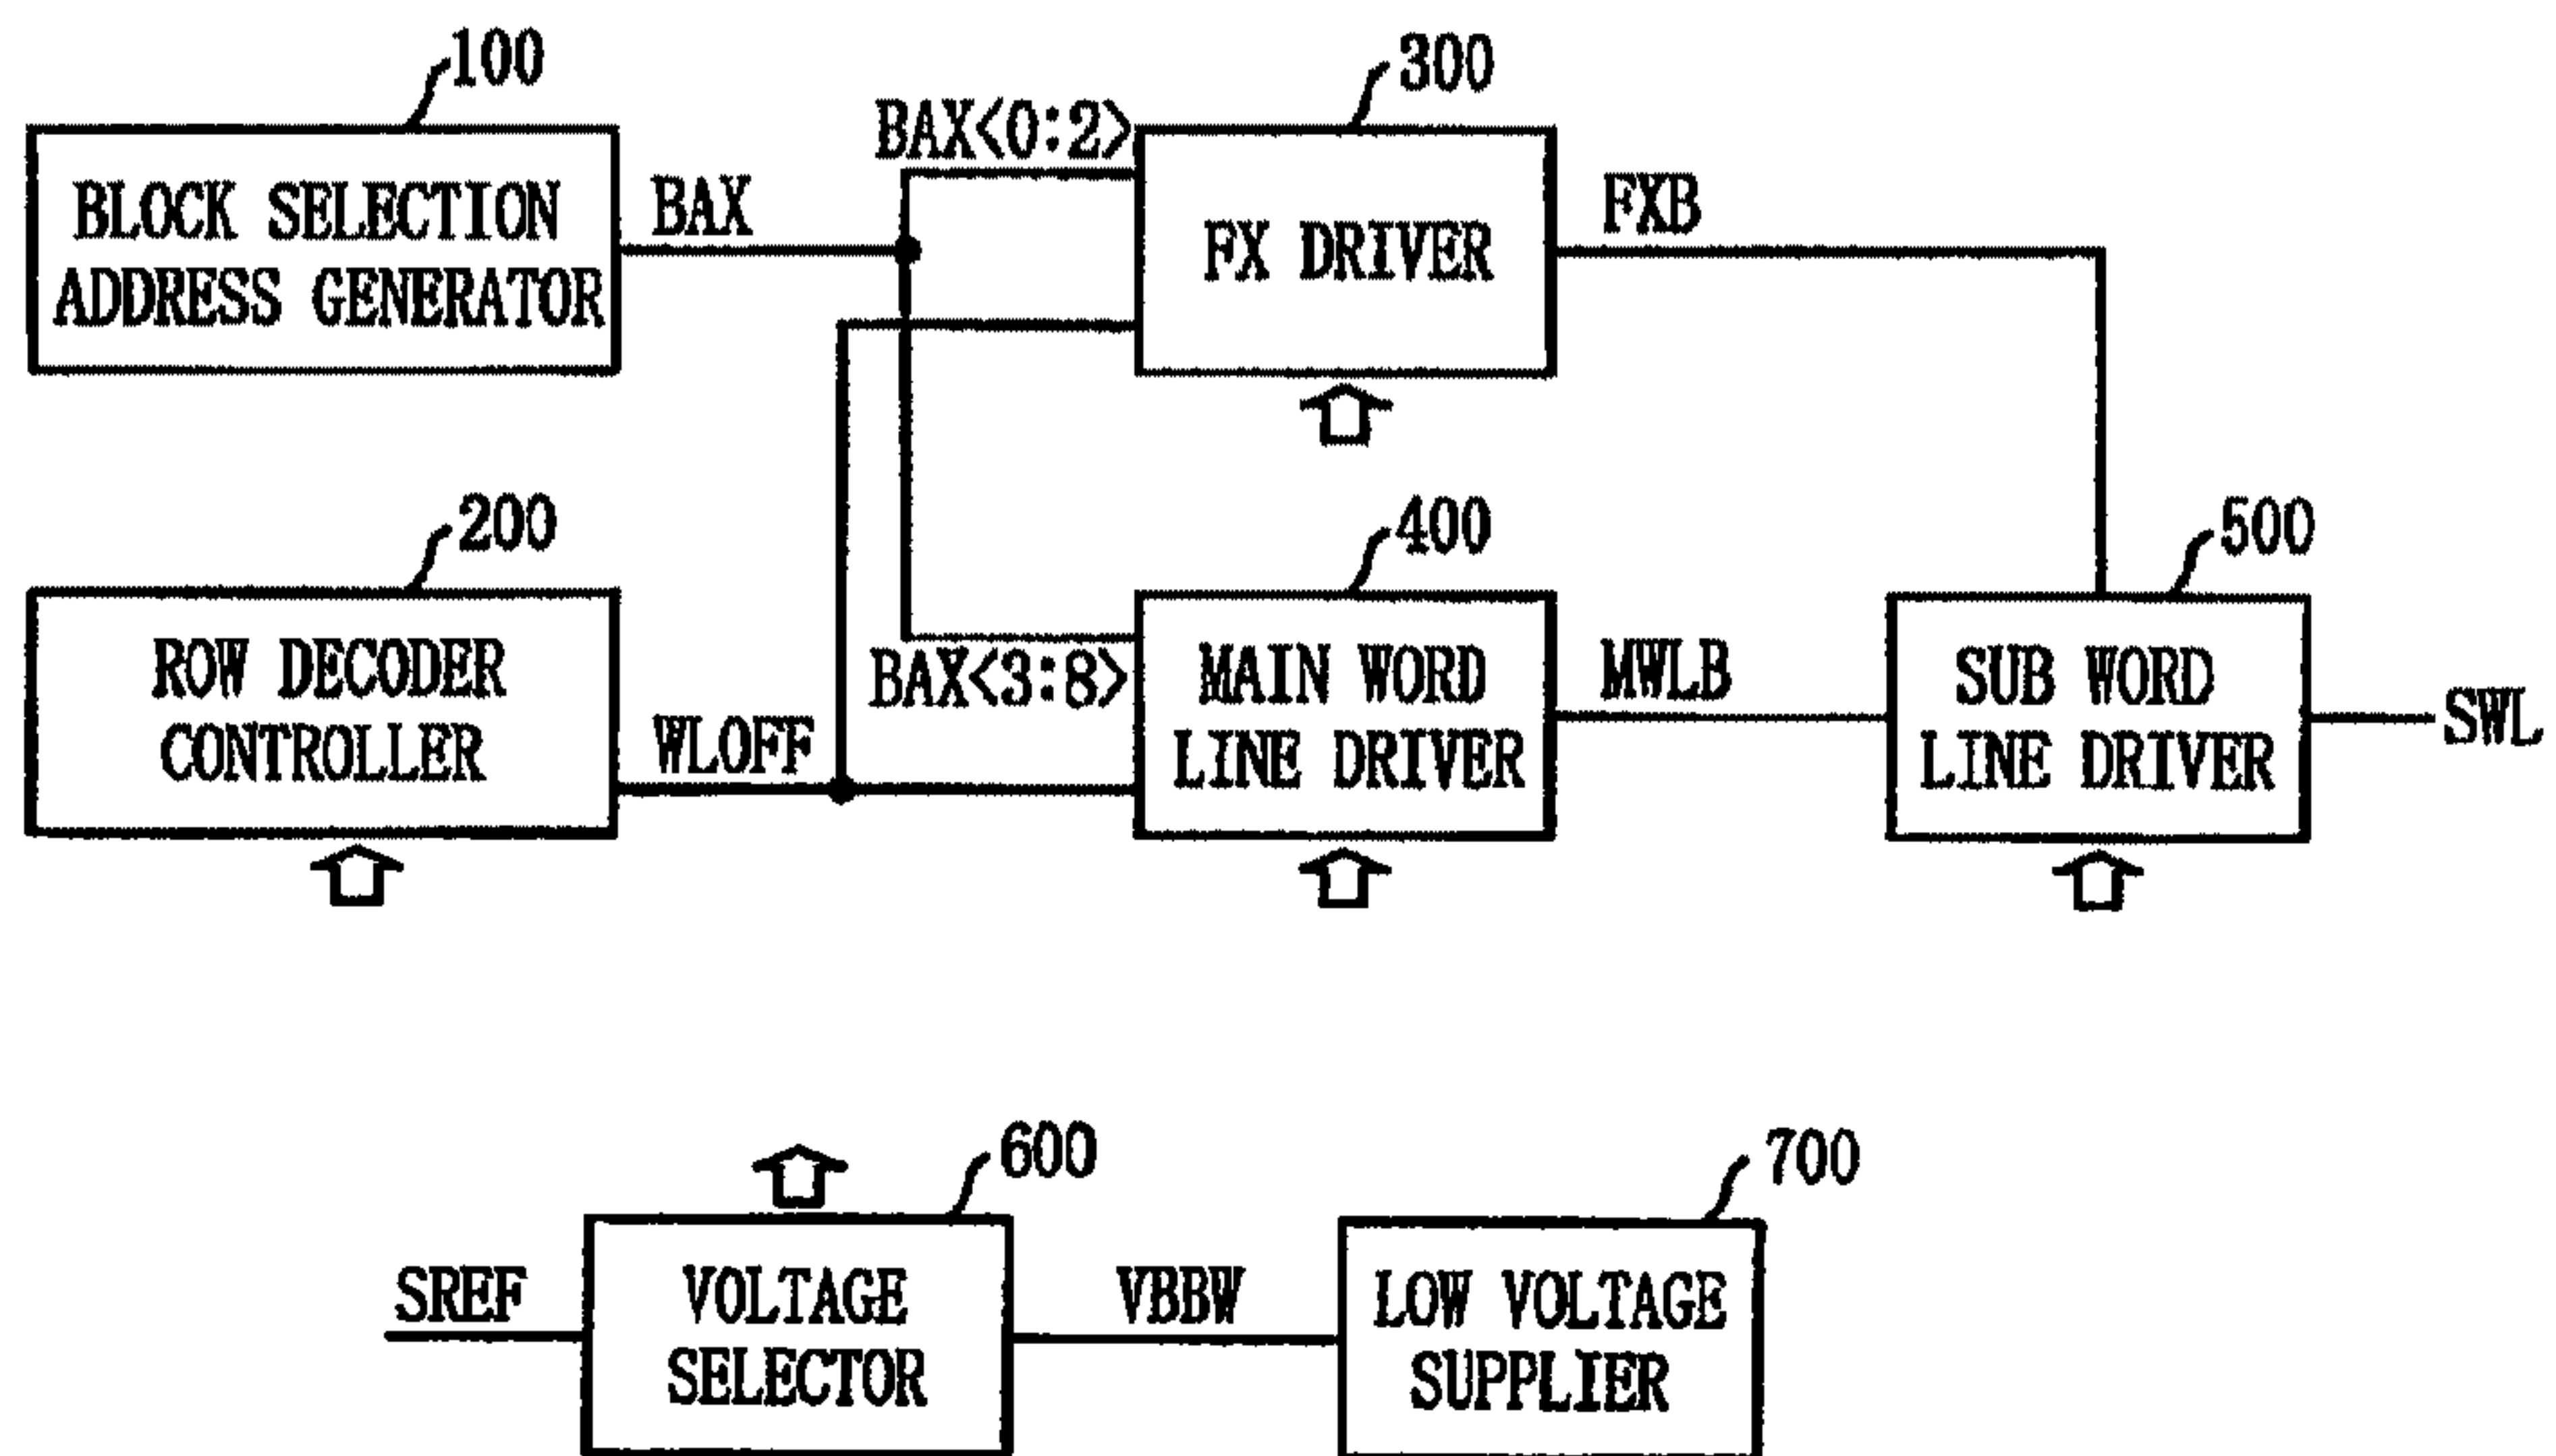 100
300
BAX<0:2>
BLOCK SELECTION
ADDRESS GENERATOR
BAX
FX DRIVER
FXB
200
400
500
ROW DECODER
CONTROLLER
WLOFF
BAX<3:8>
MAIN WORD
LINE DRIVER
MWLB
SUB WORD
LINE DRIVER
SWL
600
700
SREF
VOLTAGE
SELECTOR
VBBW
LOW VOLTAGE
SUPPLIER